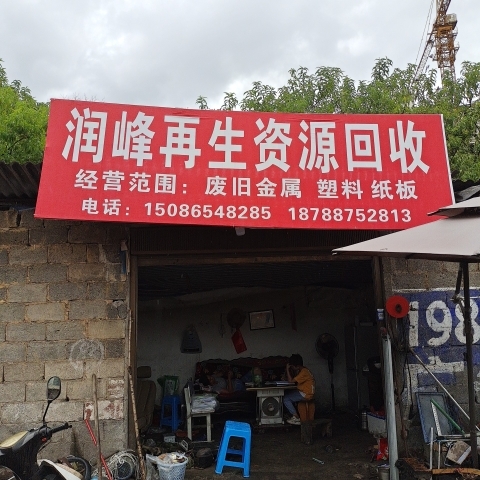 润峰再生资源回收
经营范围：废旧金属 塑料 纸板
电话：15086548285 18788752813
198